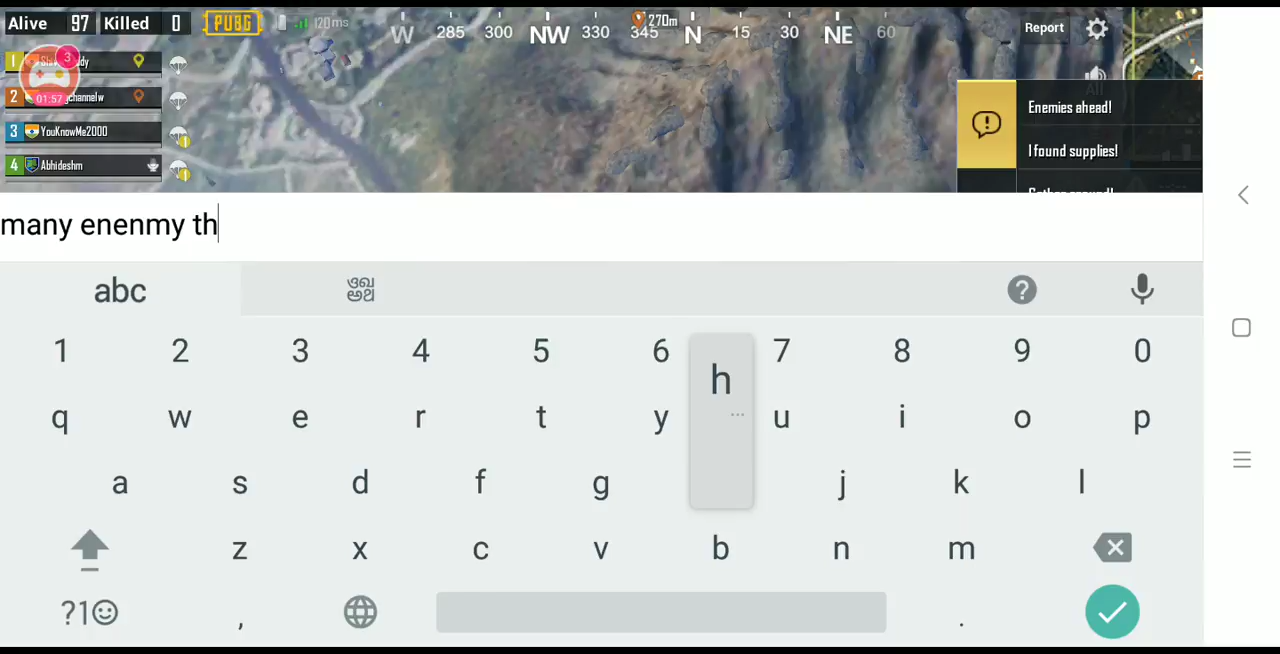 Alive 97 Killed 0 PUBG 120ms
W 285 300 NW 330 345 N 15 30 NE 60
270m
Report
1
3
2 channelw
01:57
3 YouKnowMe2000
4 Abhideshm
All
Enemies ahead!
I found supplies!
many enenmy th
abc
?
1 2 3 4 5 6 7 8 9 0
h
q w e r t y u i o p
a s d f g j k l
z x c v b n m
?1☺ , .